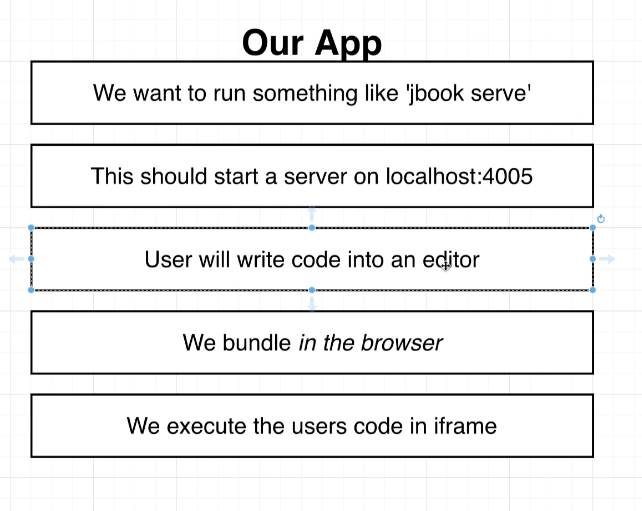 Our App
We want to run something like 'jbook serve'
This should start a server on localhost:4005
User will write code into an editor
We bundle in the browser
We execute the users code in iframe